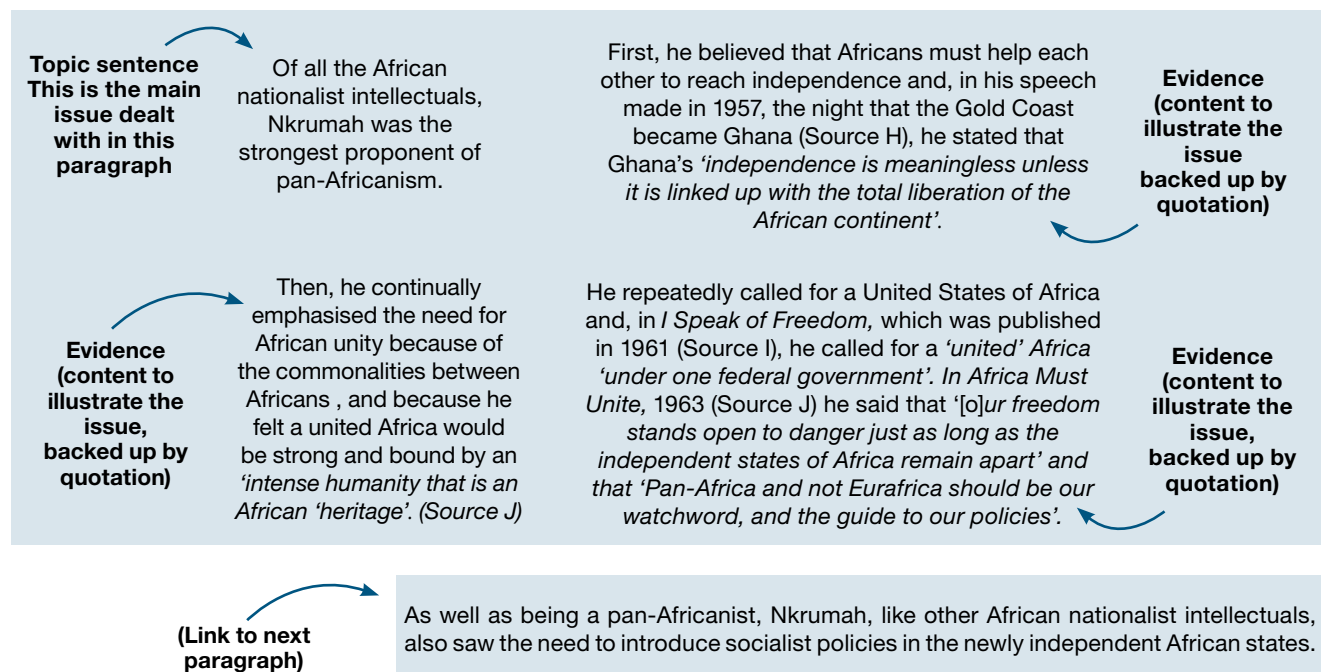 Topic sentence
This is the main
issue dealt
with in this
paragraph
Of all the African
nationalist intellectuals,
Nkrumah was the
strongest proponent of
pan-Africanism.
First, he believed that Africans must help each
other to reach independence and, in his speech
made in 1957, the night that the Gold Coast
became Ghana (Source H), he stated that
Ghana's 'independence is meaningless unless
it is linked up with the total liberation of the
African continent'.
Evidence
(content to
illustrate the
issue
backed up by
quotation)
Evidence
(content to
illustrate the
issue,
backed up by
quotation)
Then, he continually
emphasised the need for
African unity because of
the commonalities between
Africans , and because he
felt a united Africa would
be strong and bound by an
'intense humanity that is an
African 'heritage'. (Source J)
He repeatedly called for a United States of Africa
and, in I Speak of Freedom, which was published
in 1961 (Source I), he called for a 'united' Africa
'under one federal government'. In Africa Must
Unite, 1963 (Source J) he said that '[o]ur freedom
stands open to danger just as long as the
independent states of Africa remain apart' and
that 'Pan-Africa and not Eurafrica should be our
watchword, and the guide to our policies'.
Evidence
(content to
illustrate the
issue,
backed up by
quotation)
(Link to next
paragraph)
As well as being a pan-Africanist, Nkrumah, like other African nationalist intellectuals,
also saw the need to introduce socialist policies in the newly independent African states.